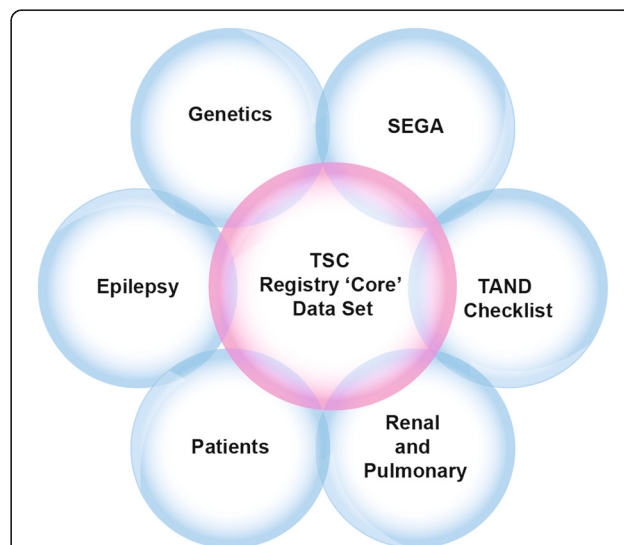 Genetics
SEGA
Epilepsy
TSC
Registry ‘Core’
Data Set
TAND
Checklist
Patients
Renal
and
Pulmonary